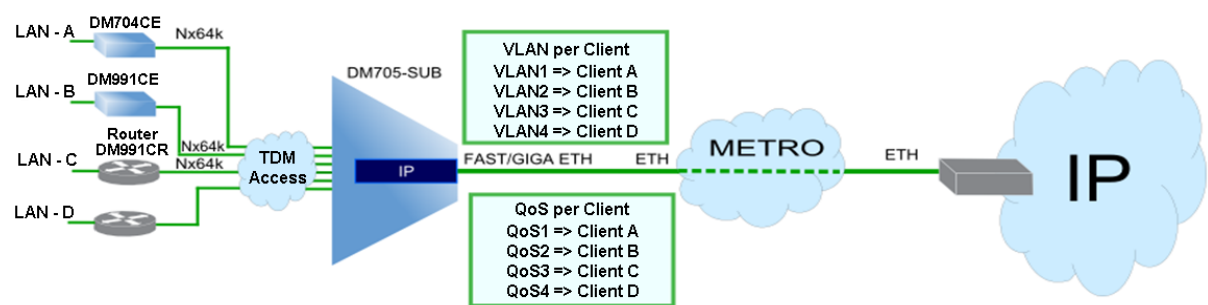 LAN - A
DM704CE
Nx64k
LAN - B
DM991CE
Nx64k
LAN - C
Router
DM991CR
Nx64k
LAN - D
TDM
Access
DM705-SUB
IP
VLAN per Client
VLAN1 => Client A
VLAN2 => Client B
VLAN3 => Client C
VLAN4 => Client D
FAST/GIGA ETH
ETH
QoS per Client
QoS1 => Client A
QoS2 => Client B
QoS3 => Client C
QoS4 => Client D
METRO
ETH
IP